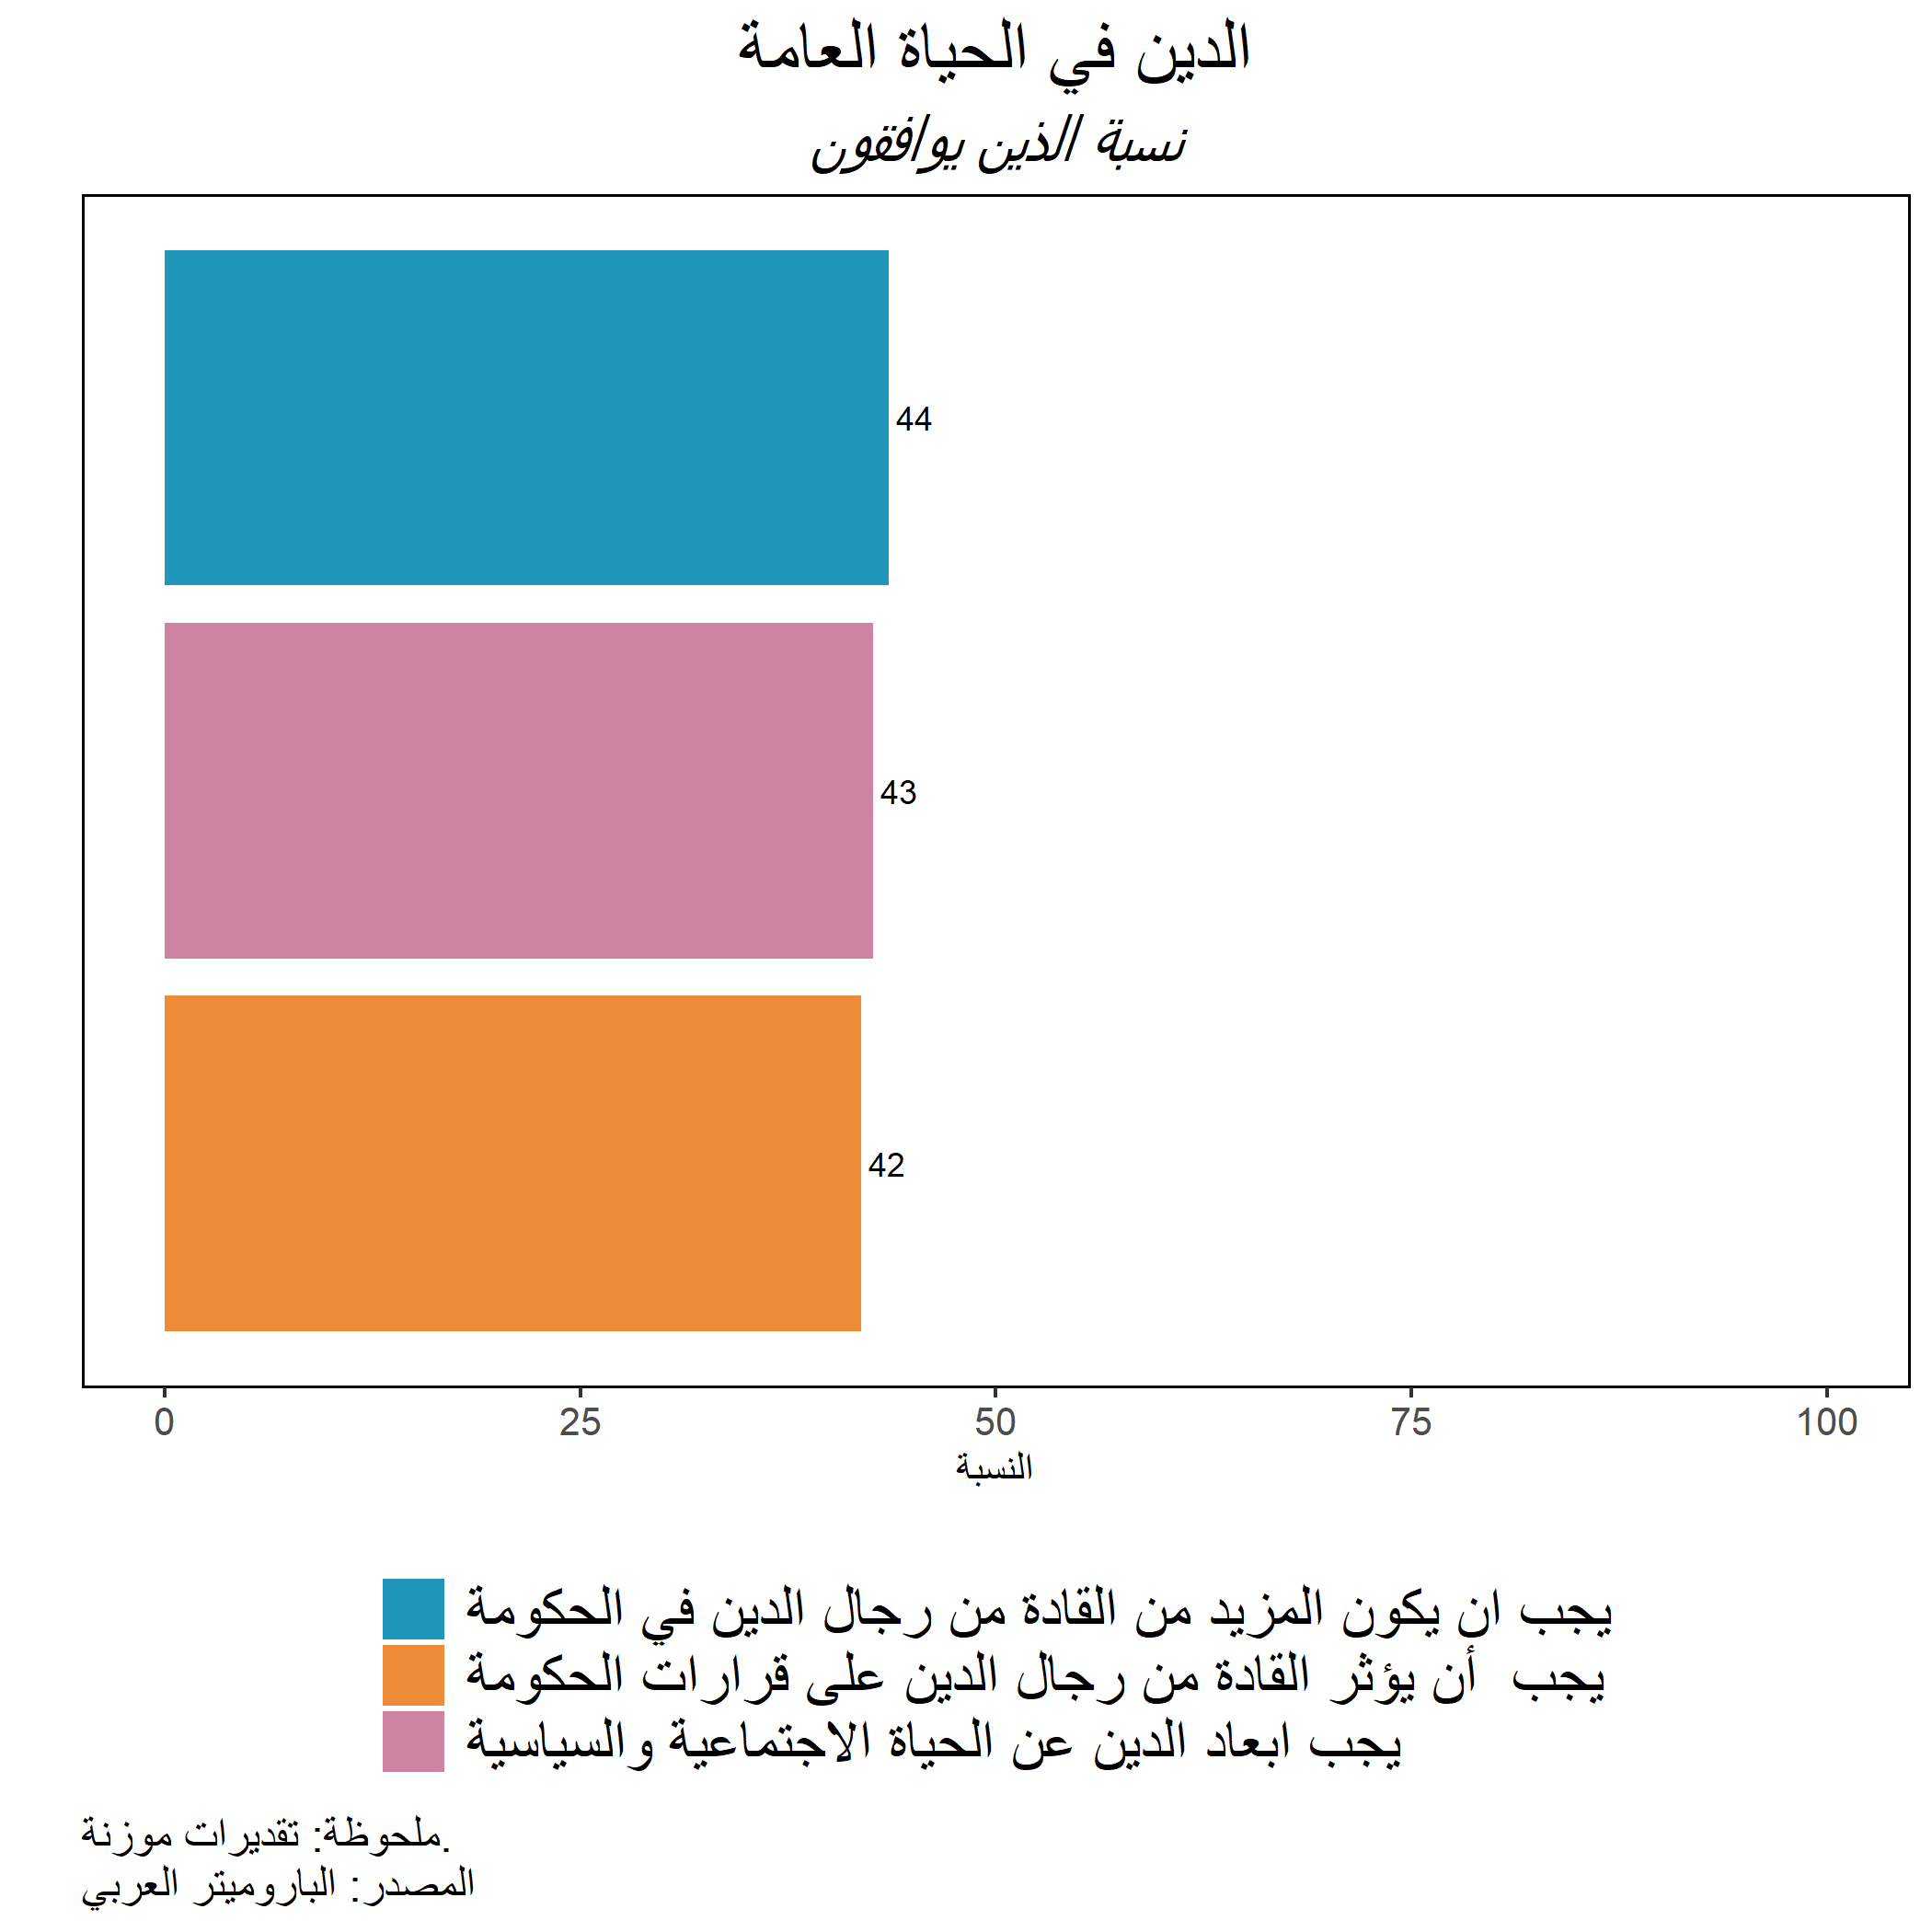 الدين في الحياة العامة
نسبة الذين يوافقون
44
43
42
0 25 50 75 100
النسبة
يجب ان يكون المزيد من القادة من رجال الدين في الحكومة
يجب  أن يؤثر القادة من رجال الدين على قرارات الحكومة
يجب ابعاد الدين عن الحياة الاجتماعية والسياسية
.ملحوظة: تقديرات موزنة
المصدر: الباروميتر العربي